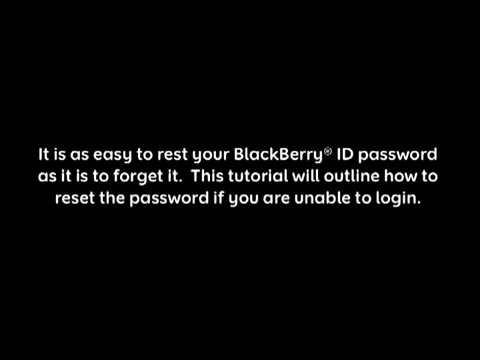 It is as easy to rest your BlackBerry® ID password
as it is to forget it.  This tutorial will outline how to
reset the password if you are unable to login.